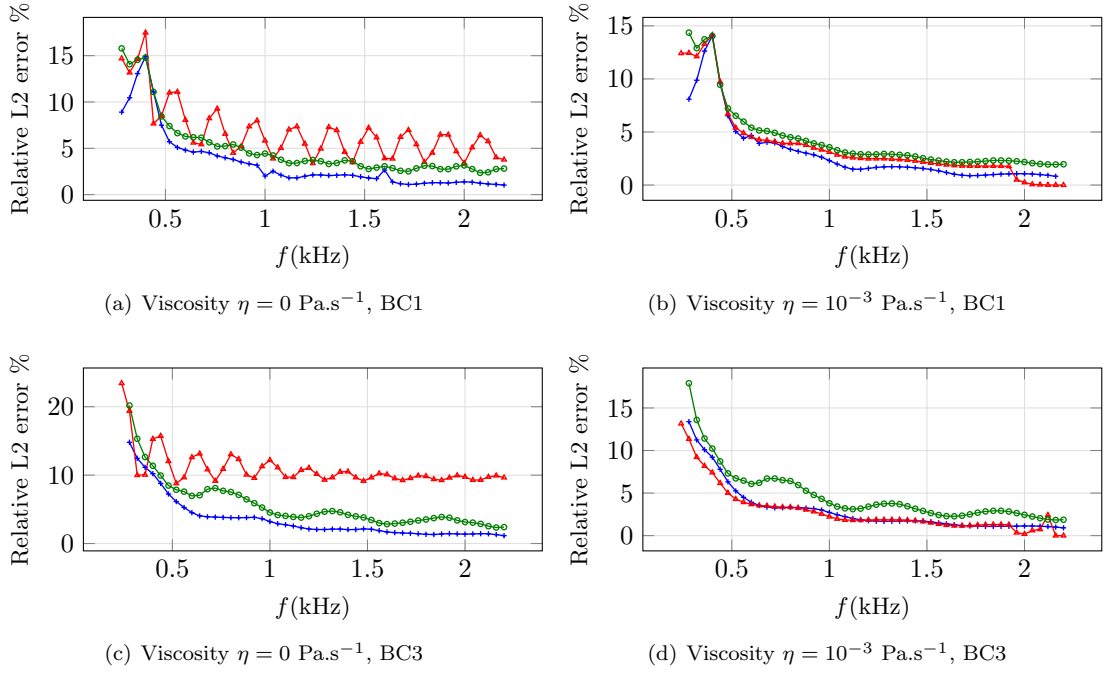 Relative L2 error %
15
10
5
0
0.5 1 1.5 2
f(kHz)
(a) Viscosity η = 0 Pa.s⁻¹, BC1
Relative L2 error %
15
10
5
0
0.5 1 1.5 2
f(kHz)
(b) Viscosity η = 10⁻³ Pa.s⁻¹, BC1
Relative L2 error %
20
10
0
0.5 1 1.5 2
f(kHz)
(c) Viscosity η = 0 Pa.s⁻¹, BC3
Relative L2 error %
15
10
5
0
0.5 1 1.5 2
f(kHz)
(d) Viscosity η = 10⁻³ Pa.s⁻¹, BC3